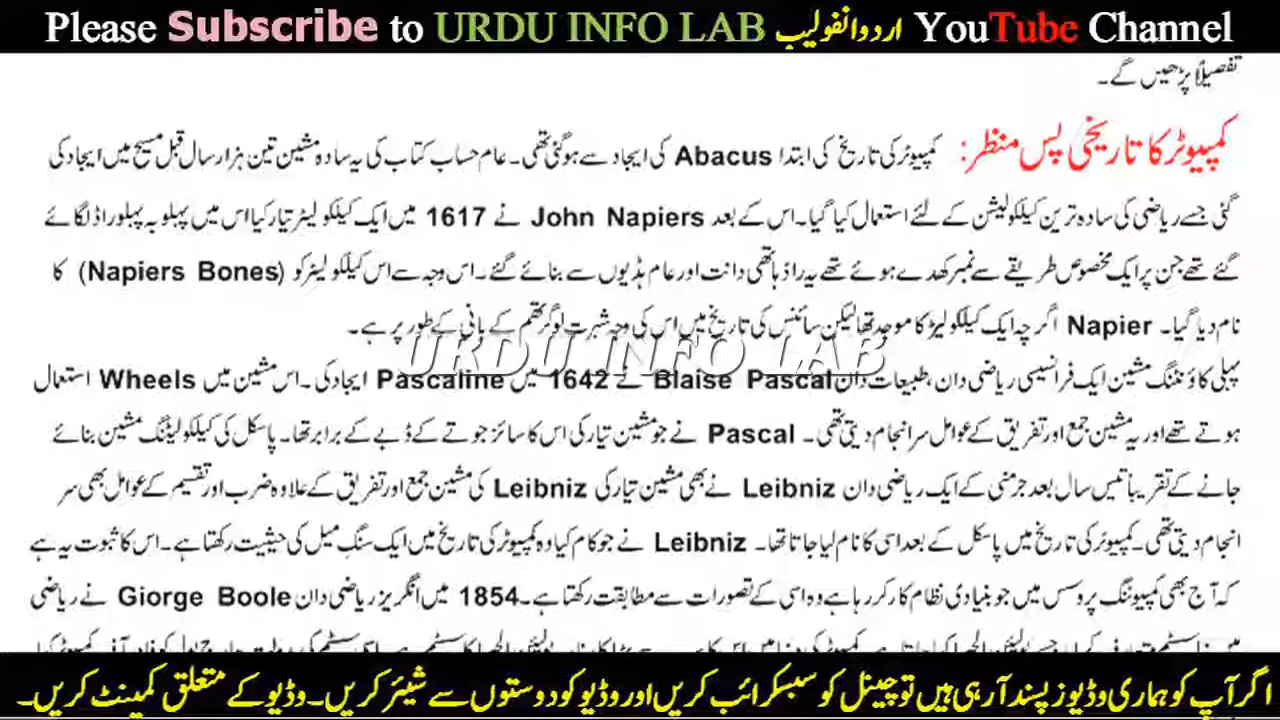 Please Subscribe to URDU INFO LAB اردو انفولیب YouTube Channel
تفصیلاً پڑھیں گے۔
کمپیوٹر کا تاریخی پس منظر: کمپیوٹر کی تاریخ کی ابتدا Abacus کی ایجاد سے ہو گئی تھی۔ عام حساب کتاب کی یہ سادہ مشین تین ہزار سال قبل مسیح میں ایجاد کی
گئی جسے ریاضی کی سادہ ترین کیلکولیشن کے لئے استعمال کیا گیا۔ اس کے بعد John Napiers نے 1617 میں ایک کیلکولیٹر تیار کیا اس میں پہلو بہ پہلو راڈ لگائے
گئے تھے جن پر ایک مخصوص طریقے سے نمبر کھدے ہوئے تھے یہ راڈ ہاتھی دانت اور عام ہڈیوں سے بنائے گئے۔ اس وجہ سے اس کیلکولیٹر کو (Napiers Bones) کا
نام دیا گیا۔ Napier اگرچہ ایک کیلکولیٹر کا موجد تھا لیکن سائنس کی تاریخ میں اس کی وجہ شہرت لوگرتھم کے بانی کے طور پر ہے۔
URDU INFO LAB
پہلی کاؤنٹنگ مشین ایک فرانسیسی ریاضی دان، طبیعات دان Blaise Pascal نے 1642 میں Pascaline ایجاد کی۔ اس مشین میں Wheels استعمال
ہوتے تھے اور یہ مشین جمع اور تفریق کے عوامل سرانجام دیتی تھی۔ Pascal نے جو مشین تیار کی اس کا سائز جوتے کے ڈبے کے برابر تھا۔ پاسکل کی کیلکولیٹنگ مشین بنائے
جانے کے تقریباً تیس سال بعد جرمنی کے ایک ریاضی دان Leibniz نے بھی مشین تیار کی Leibniz کی مشین جمع اور تفریق کے علاوہ ضرب اور تقسیم کے عوامل بھی سر
انجام دیتی تھی۔ کمپیوٹر کی تاریخ میں پاسکل کے بعد اسی کا نام لیا جاتا تھا۔ Leibniz نے جو کام کیا وہ کمپیوٹر کی تاریخ میں ایک سنگ میل کی حیثیت رکھتا ہے۔ اس کا ثبوت یہ ہے
کہ آج بھی کمپیوٹنگ پروسس میں جو بنیادی نظام کار کر رہا ہے وہ اسی کے تصورات سے مطابقت رکھتا ہے۔ 1854 میں انگریز ریاضی دان Giorge Boole نے ریاضی
اگر آپ کو ہماری وڈیوز پسند آ رہی ہیں تو چینل کو سبسکرائب کریں اور وڈیو کو دوستوں سے شیئر کریں۔ وڈیو کے متعلق کمینٹ کریں۔